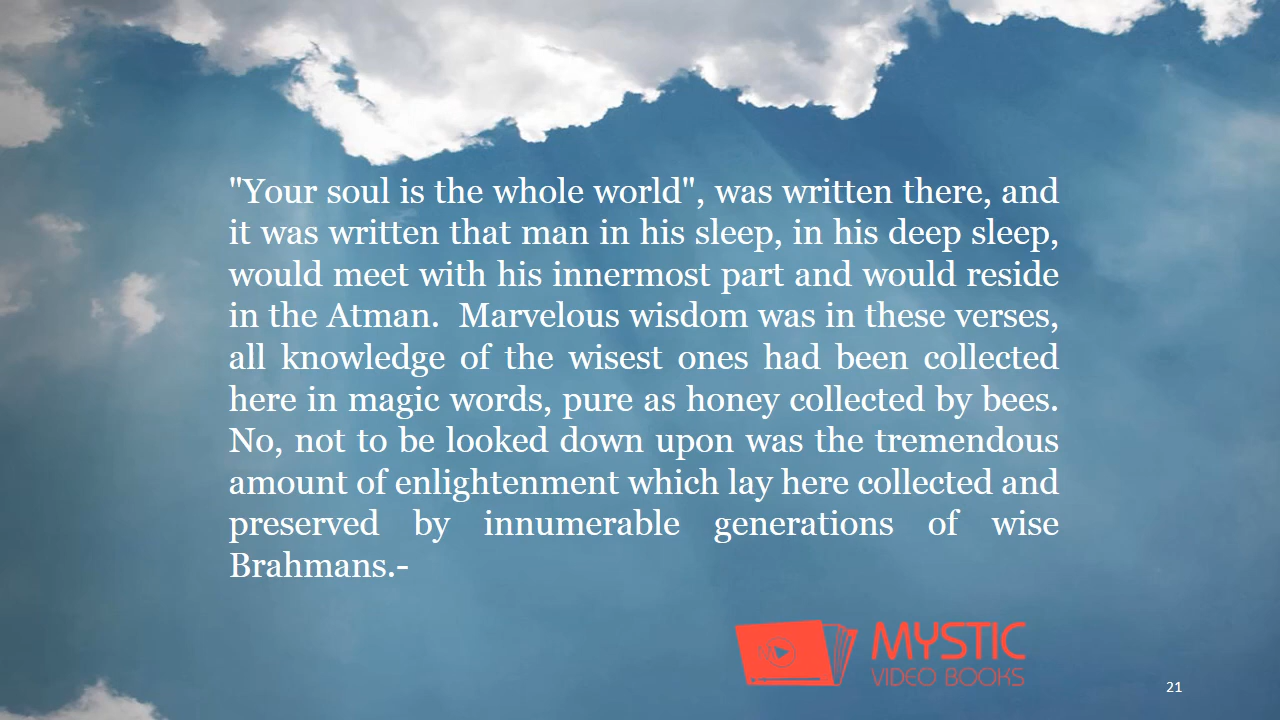 "Your soul is the whole world", was written there, and
it was written that man in his sleep, in his deep sleep,
would meet with his innermost part and would reside
in the Atman.  Marvelous wisdom was in these verses,
all knowledge of the wisest ones had been collected
here in magic words, pure as honey collected by bees.
No, not to be looked down upon was the tremendous
amount of enlightenment which lay here collected and
preserved by innumerable generations of wise
Brahmans.-
MYSTIC
VIDEO BOOKS
21